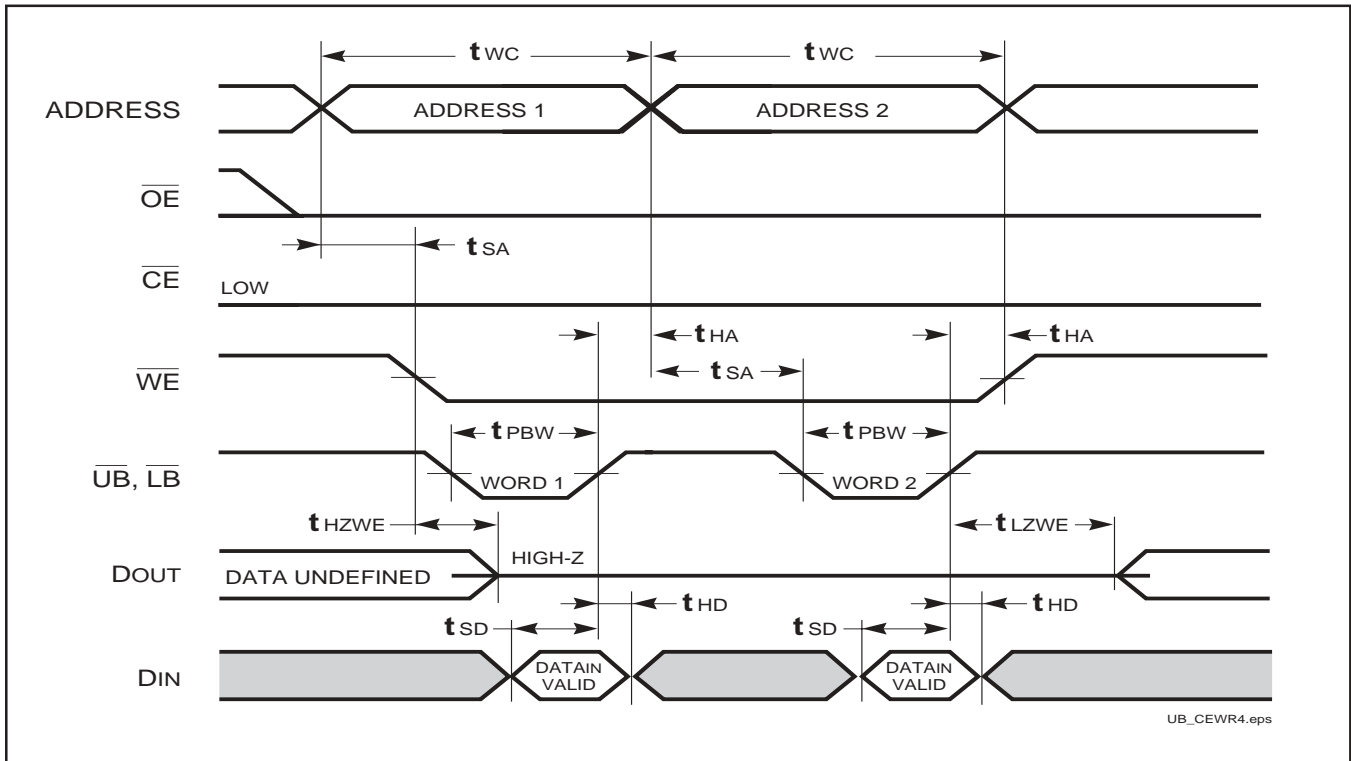 tWC tWC
ADDRESS ADDRESS 1 ADDRESS 2
OE
tSA
CE LOW
tHA tHA
WE tSA
tPBW tPBW
UB, LB WORD 1 WORD 2
tHZWE tLZWE
DOUT DATA UNDEFINED HIGH-Z
tHD tHD
tSD tSD
DIN DATAIN VALID DATAIN VALID
UB_CEWR4.eps